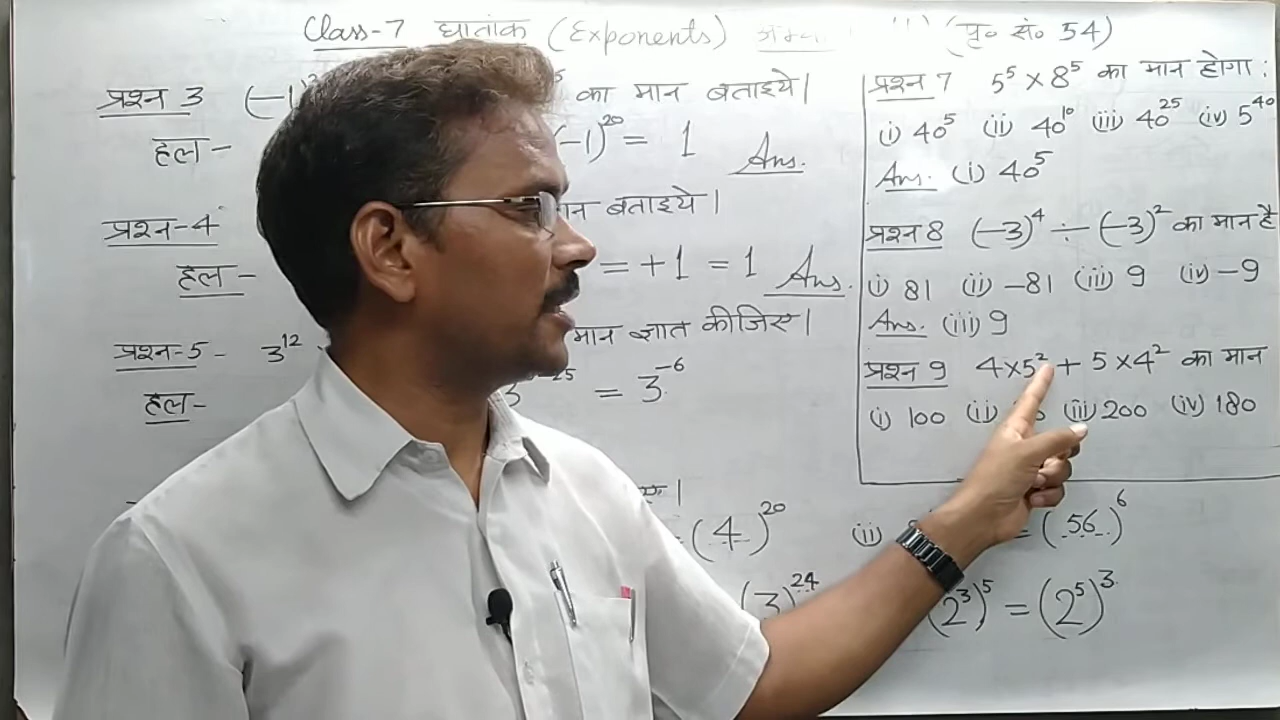 Class-7 घातांक (Exponents) (पृ० सं० 54)
प्रश्न 3 (-1) का मान बताइये।
हल- (-1)^20 = 1 Ans.
प्रश्न-4 बताइये।
हल- = +1 = 1 Ans.
प्रश्न-5- 3^12 मान ज्ञात कीजिए।
हल- = 3^-6
= (4)^20
(3)^24
प्रश्न 7 5^5 × 8^5 का मान होगा:
(i) 40^5 (ii) 40^10 (iii) 40^25 (iv) 5^40
Ans. (i) 40^5
प्रश्न 8 (-3)^4 ÷ (-3)^2 का मान है
(i) 81 (ii) -81 (iii) 9 (iv) -9
Ans. (iii) 9
प्रश्न 9 4×5^2 + 5×4^2 का मान
(i) 100 (ii) (iii) 200 (iv) 180
(ii) = (56)^6
(2^3)^5 = (2^5)^3